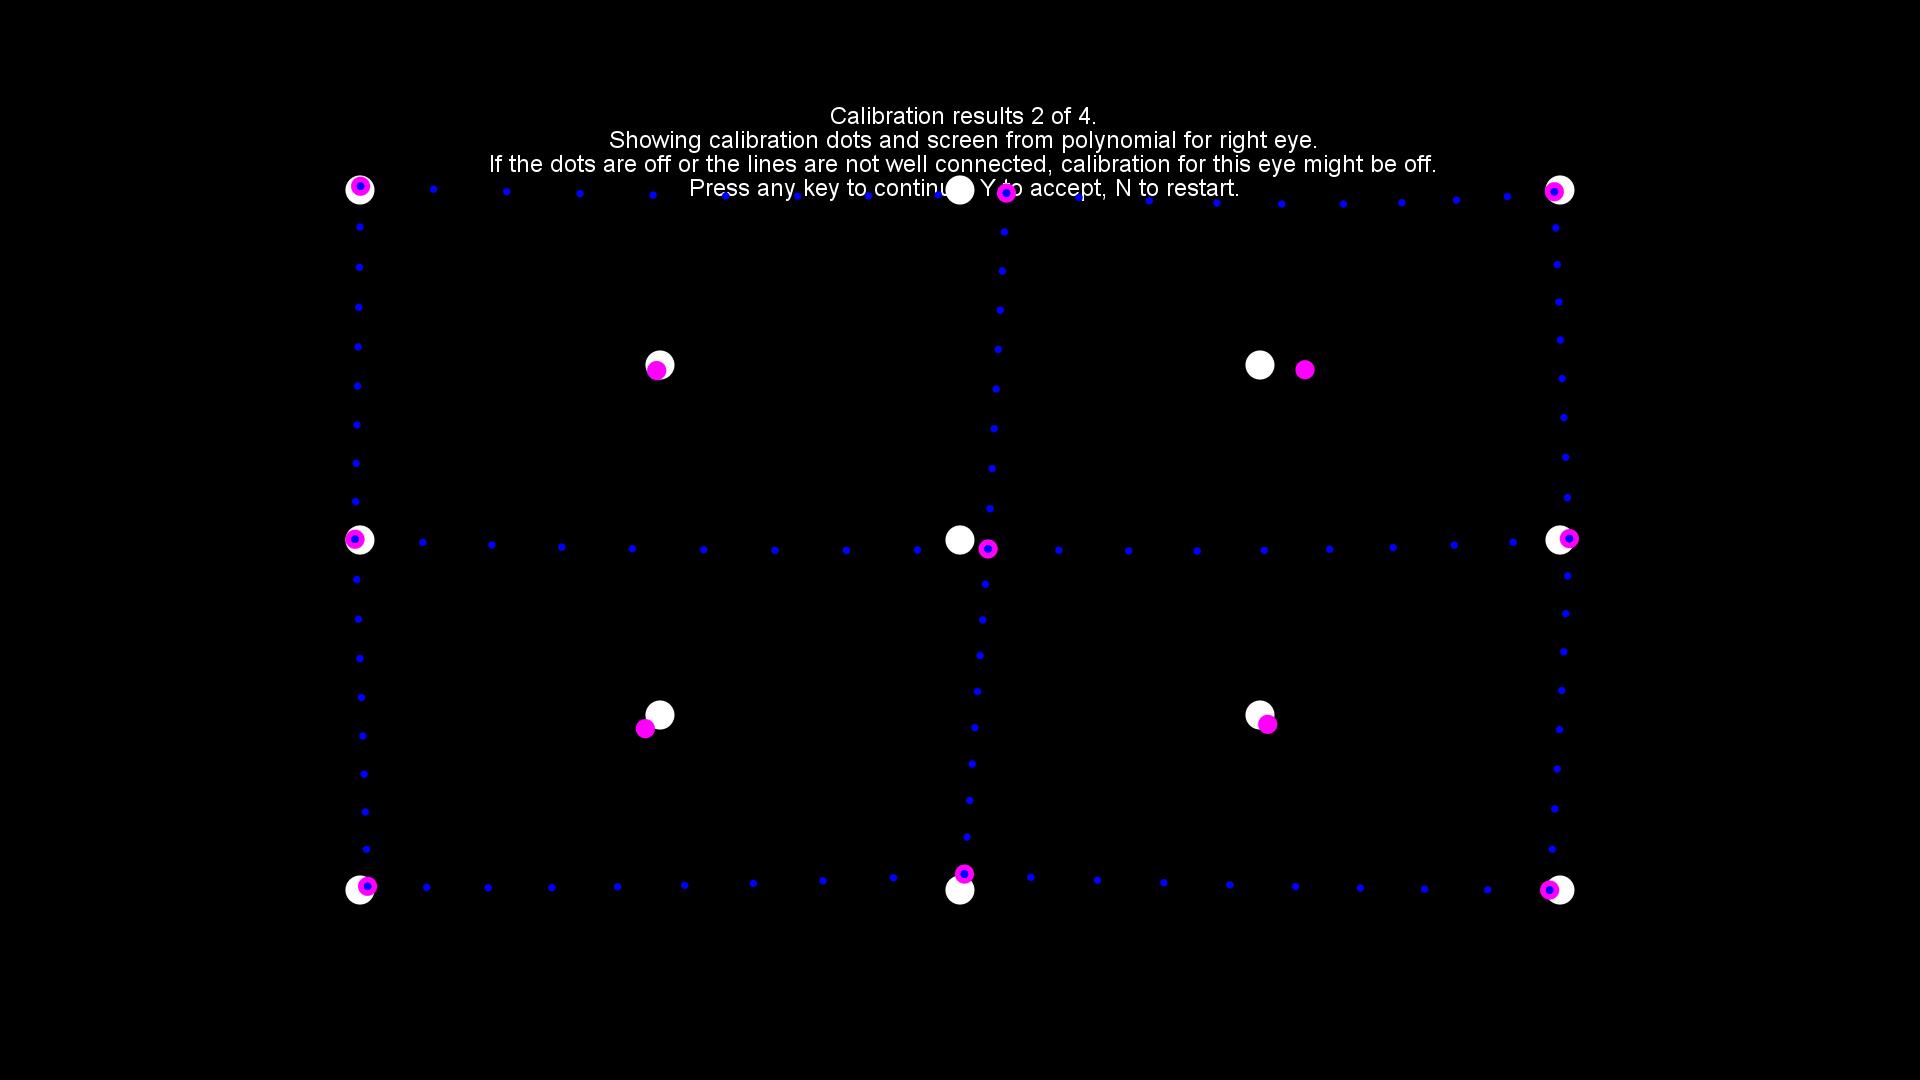 Calibration results 2 of 4.
Showing calibration dots and screen from polynomial for right eye.
If the dots are off or the lines are not well connected, calibration for this eye might be off.
Press any key to continue, Y to accept, N to restart.